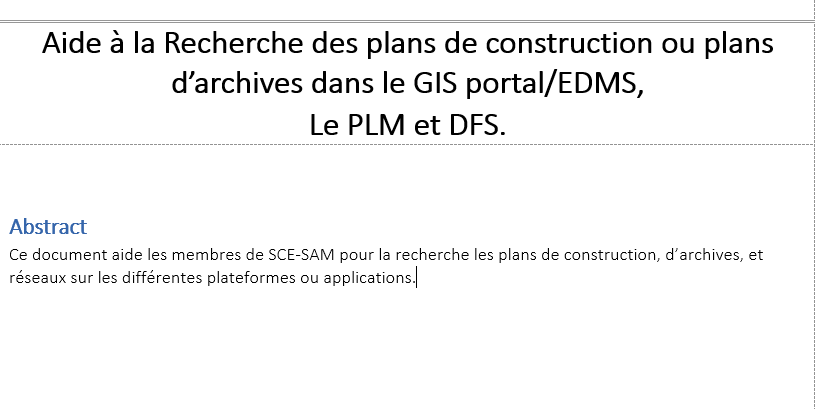 Aide à la Recherche des plans de construction ou plans
d’archives dans le GIS portal/EDMS,
Le PLM et DFS.
Abstract
Ce document aide les membres de SCE-SAM pour la recherche les plans de construction, d’archives, et
réseaux sur les différentes plateformes ou applications.